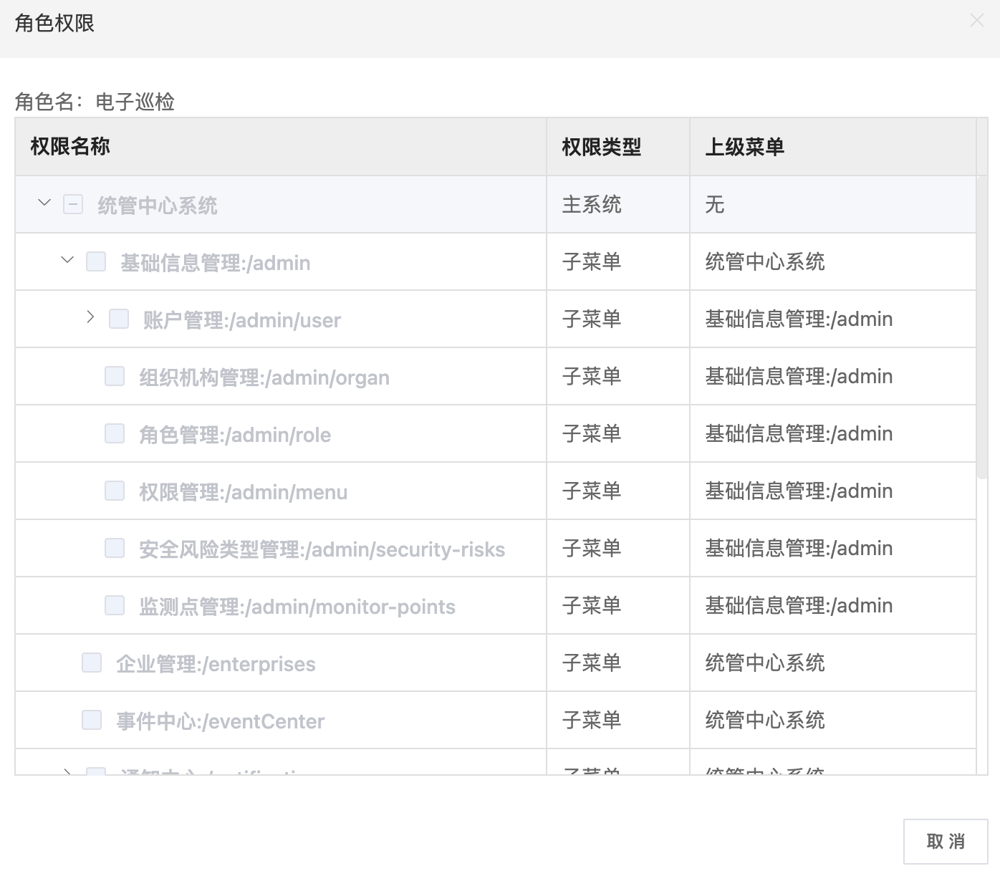 角色权限
角色名：电子巡检
权限名称 权限类型 上级菜单
统管中心系统 主系统 无
基础信息管理:/admin 子菜单 统管中心系统
账户管理:/admin/user 子菜单 基础信息管理:/admin
组织机构管理:/admin/organ 子菜单 基础信息管理:/admin
角色管理:/admin/role 子菜单 基础信息管理:/admin
权限管理:/admin/menu 子菜单 基础信息管理:/admin
安全风险类型管理:/admin/security-risks 子菜单 基础信息管理:/admin
监测点管理:/admin/monitor-points 子菜单 基础信息管理:/admin
企业管理:/enterprises 子菜单 统管中心系统
事件中心:/eventCenter 子菜单 统管中心系统
子菜单 统管中心系统
取 消